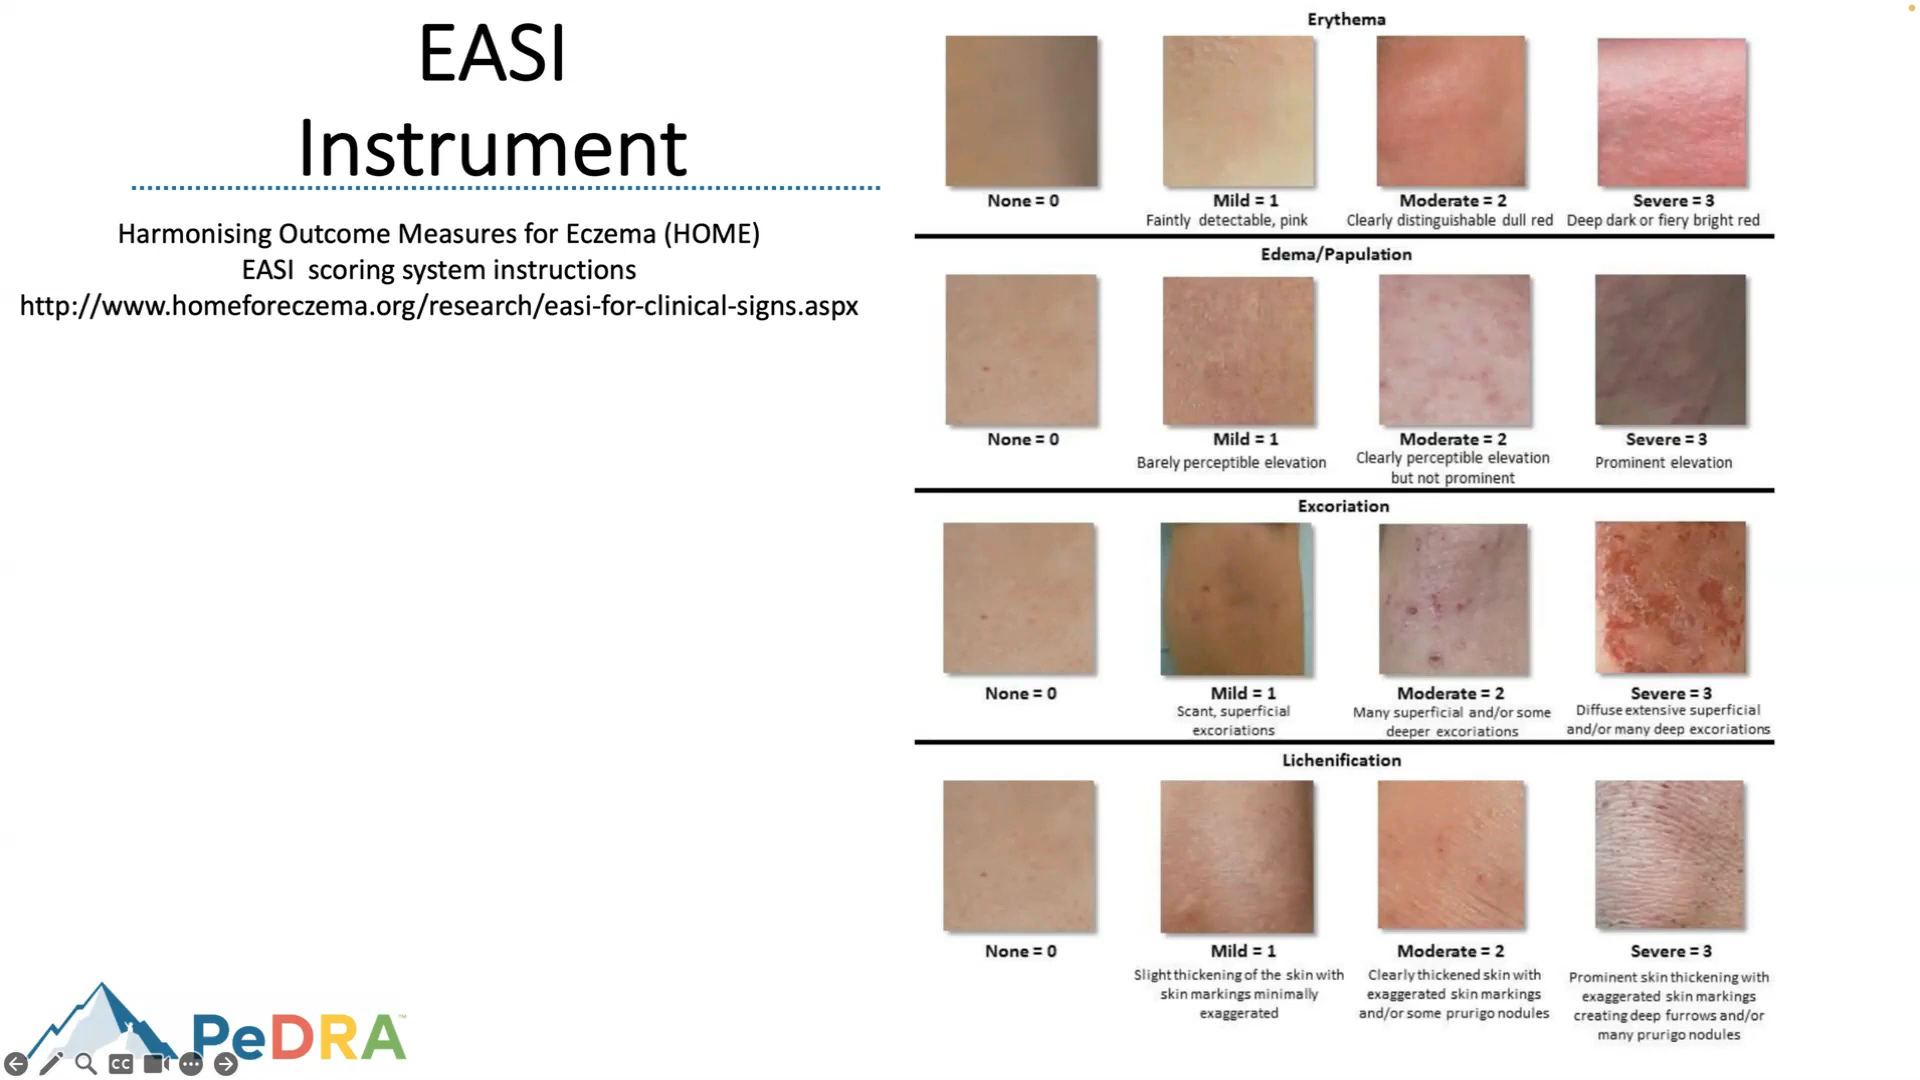 EASI
Instrument
Harmonising Outcome Measures for Eczema (HOME)
EASI scoring system instructions
http://www.homeforeczema.org/research/easi-for-clinical-signs.aspx
Erythema
None = 0
Mild = 1
Faintly detectable, pink
Moderate = 2
Clearly distinguishable dull red
Severe = 3
Deep dark or fiery bright red
Edema/Papulation
None = 0
Mild = 1
Barely perceptible elevation
Moderate = 2
Clearly perceptible elevation
but not prominent
Severe = 3
Prominent elevation
Excoriation
None = 0
Mild = 1
Scant, superficial
excoriations
Moderate = 2
Many superficial and/or some
deeper excoriations
Severe = 3
Diffuse extensive superficial
and/or many deep excoriations
Lichenification
None = 0
Mild = 1
Slight thickening of the skin with
skin markings minimally
exaggerated
Moderate = 2
Clearly thickened skin with
exaggerated skin markings
and/or some prurigo nodules
Severe = 3
Prominent skin thickening with
exaggerated skin markings
creating deep furrows and/or
many prurigo nodules
PeDRA™
CC